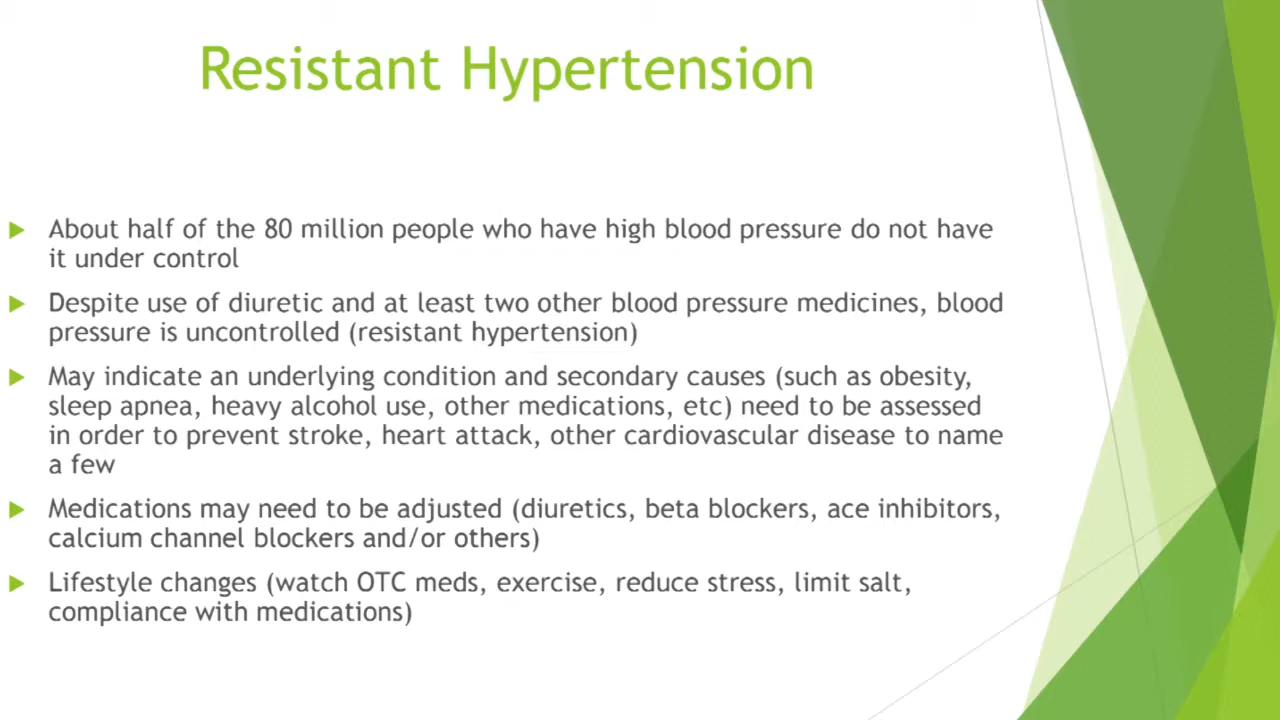 Resistant Hypertension
About half of the 80 million people who have high blood pressure do not have
it under control
Despite use of diuretic and at least two other blood pressure medicines, blood
pressure is uncontrolled (resistant hypertension)
May indicate an underlying condition and secondary causes (such as obesity,
sleep apnea, heavy alcohol use, other medications, etc) need to be assessed
in order to prevent stroke, heart attack, other cardiovascular disease to name
a few
Medications may need to be adjusted (diuretics, beta blockers, ace inhibitors,
calcium channel blockers and/or others)
Lifestyle changes (watch OTC meds, exercise, reduce stress, limit salt,
compliance with medications)